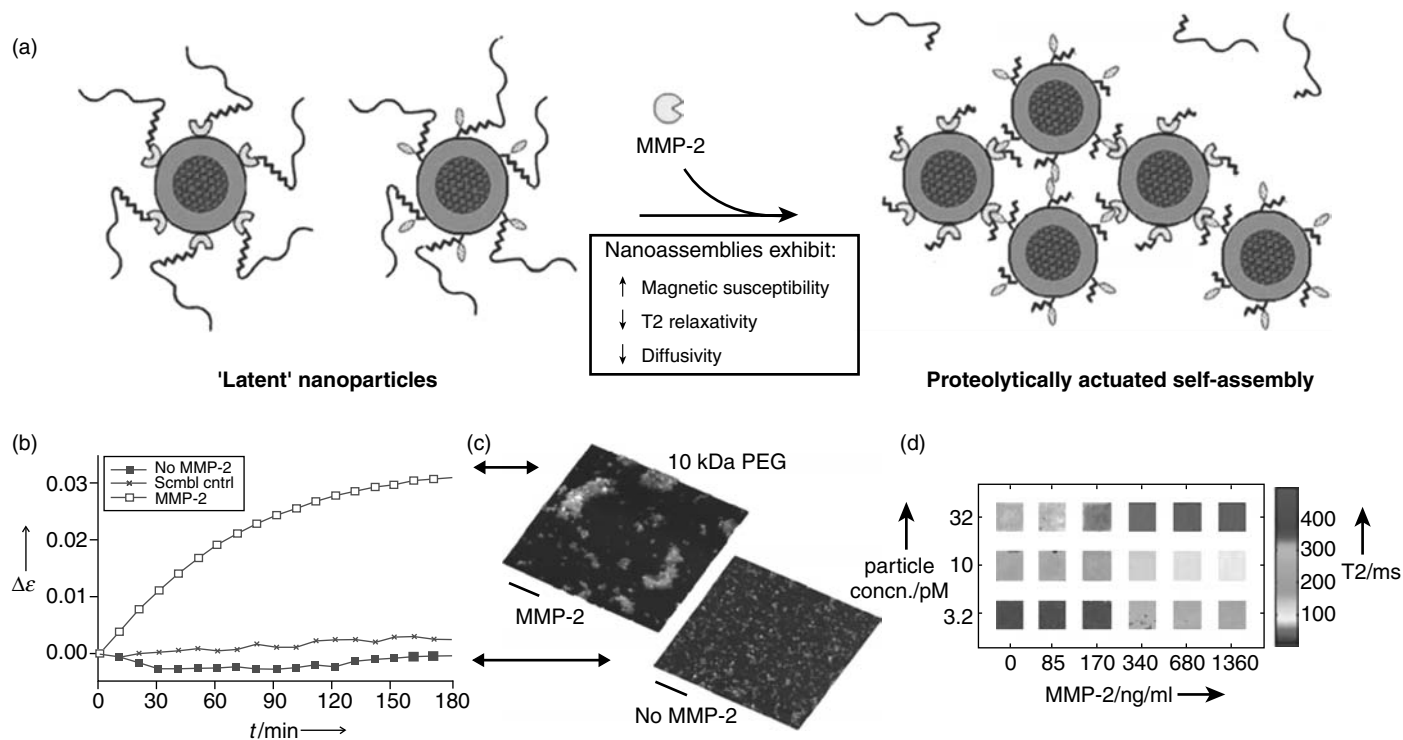 (a)
MMP-2
Nanoassemblies exhibit:
↑ Magnetic susceptibility
↓ T2 relaxativity
↓ Diffusivity
'Latent' nanoparticles
Proteolytically actuated self-assembly
(b)
No MMP-2
Scmbl cntrl
MMP-2
0.03
0.02
0.01
0.00
Δε
0 30 60 90 120 150 180
t/min
(c)
10 kDa PEG
MMP-2
No MMP-2
(d)
particle
concn./pM
32
10
3.2
0 85 170 340 680 1360
MMP-2/ng/ml
400
300
200
100
T2/ms